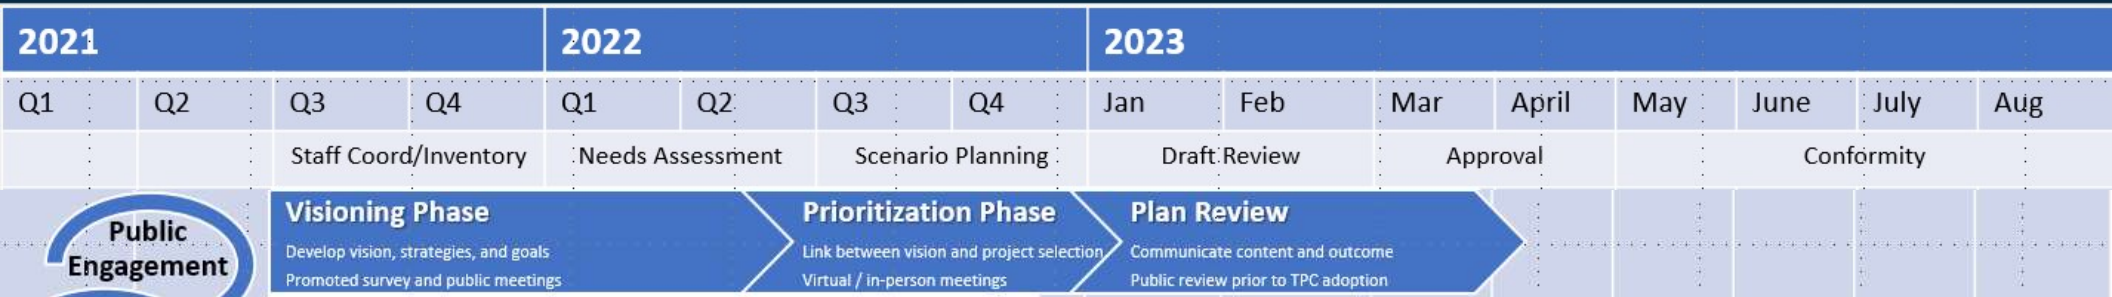 2021 2022 2023
Q1 Q2 Q3 Q4 Q1 Q2 Q3 Q4 Jan Feb Mar April May June July Aug
Staff Coord/Inventory Needs Assessment Scenario Planning Draft Review Approval Conformity
Public
Engagement
Visioning Phase
Develop vision, strategies, and goals
Promoted survey and public meetings
Prioritization Phase
Link between vision and project selection
Virtual / in-person meetings
Plan Review
Communicate content and outcome
Public review prior to TPC adoption